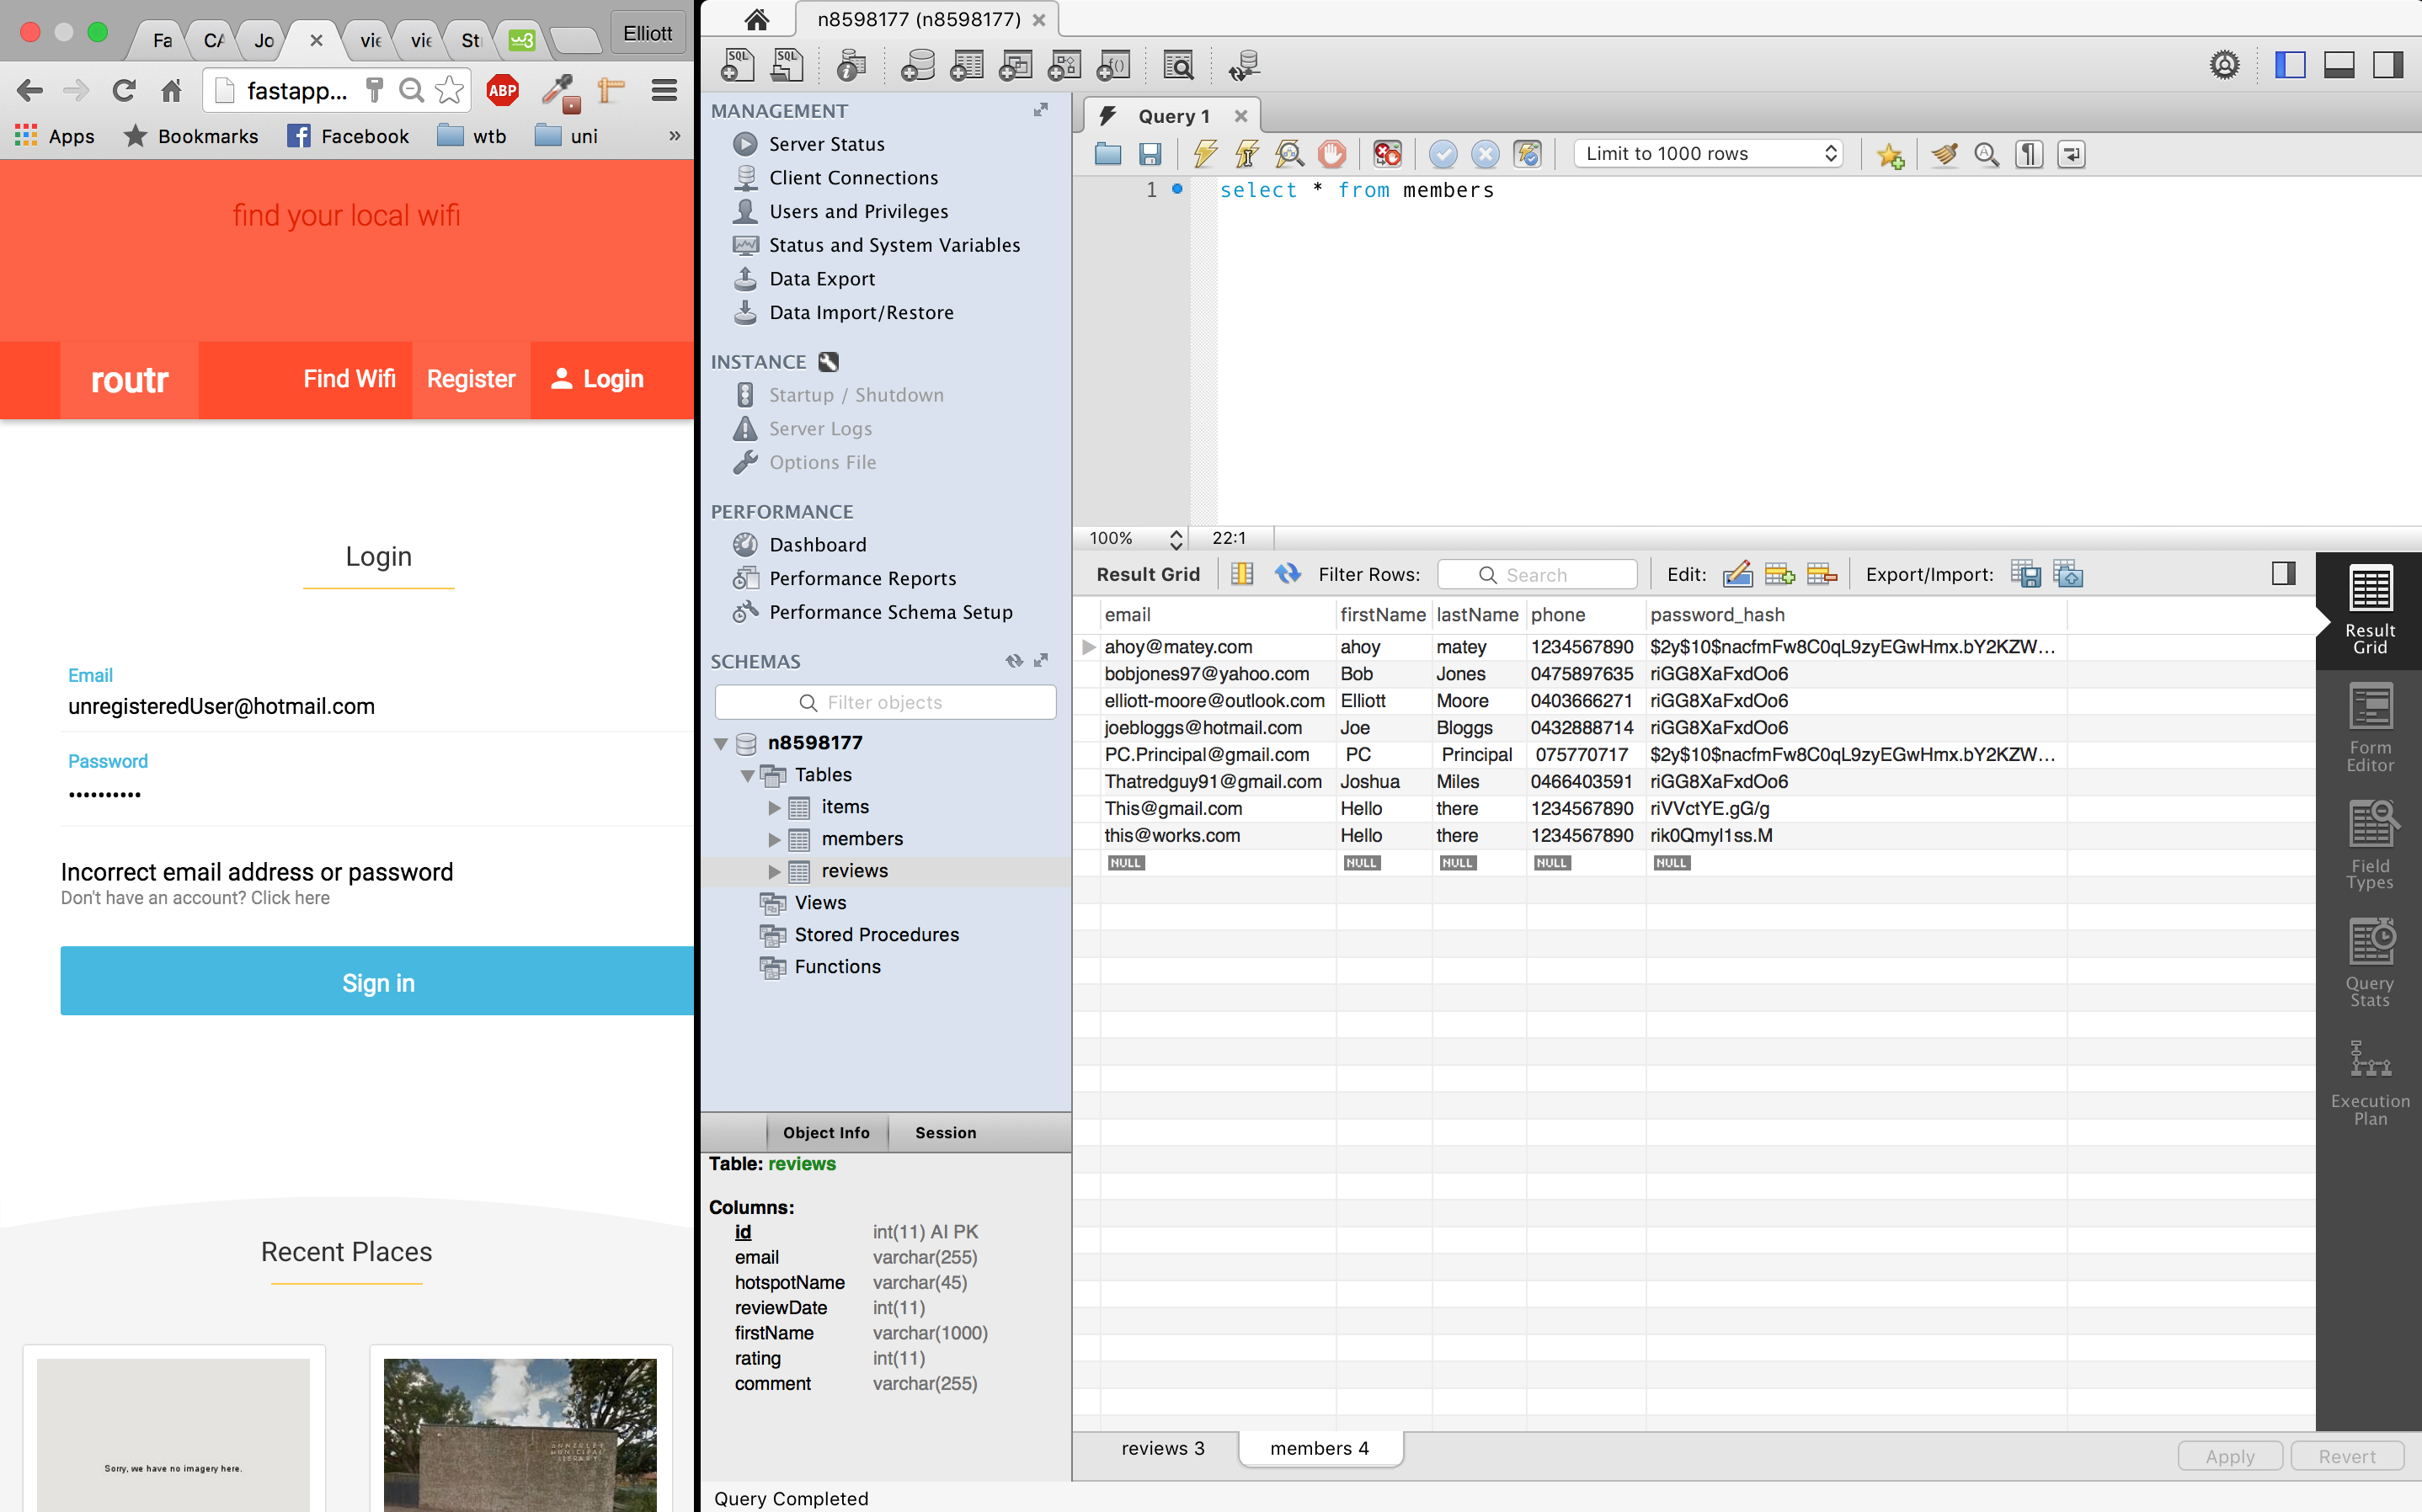 Fa
CA
Jo
vie
vie
St
w3
Elliott
fastapp...
ABP
Apps
Bookmarks
Facebook
wtb
uni
»
find your local wifi
routr
Find Wifi
Register
Login
Login
Email
unregisteredUser@hotmail.com
Password
••••••••••
Incorrect email address or password
Don't have an account? Click here
Sign in
Recent Places
Sorry, we have no imagery here.
ANNERLEY
MUNICIPAL
LIBRARY
n8598177 (n8598177)
SQL
SQL
MANAGEMENT
Server Status
Client Connections
Users and Privileges
Status and System Variables
Data Export
Data Import/Restore
INSTANCE
Startup / Shutdown
Server Logs
Options File
PERFORMANCE
Dashboard
Performance Reports
Performance Schema Setup
SCHEMAS
Filter objects
n8598177
Tables
items
members
reviews
Views
Stored Procedures
Functions
Object Info Session
Table: reviews
Columns:
id int(11) AI PK
email varchar(255)
hotspotName varchar(45)
reviewDate int(11)
firstName varchar(1000)
rating int(11)
comment varchar(255)
Query Completed
Query 1
Limit to 1000 rows
1 select * from members
100% 22:1
Result Grid Filter Rows: Search Edit: Export/Import:
email firstName lastName phone password_hash
ahoy@matey.com ahoy matey 1234567890 $2y$10$nacfmFw8C0qL9zyEGwHmx.bY2KZW...
bobjones97@yahoo.com Bob Jones 0475897635 riGG8XaFxdOo6
elliott-moore@outlook.com Elliott Moore 0403666271 riGG8XaFxdOo6
joebloggs@hotmail.com Joe Bloggs 0432888714 riGG8XaFxdOo6
PC.Principal@gmail.com PC Principal 075770717 $2y$10$nacfmFw8C0qL9zyEGwHmx.bY2KZW...
Thatredguy91@gmail.com Joshua Miles 0466403591 riGG8XaFxdOo6
This@gmail.com Hello there 1234567890 riVVctYE.gG/g
this@works.com Hello there 1234567890 rik0Qmyl1ss.M
NULL NULL NULL NULL NULL
Result
Grid
Form
Editor
Field
Types
Query
Stats
Execution
Plan
reviews 3
members 4
Apply
Revert